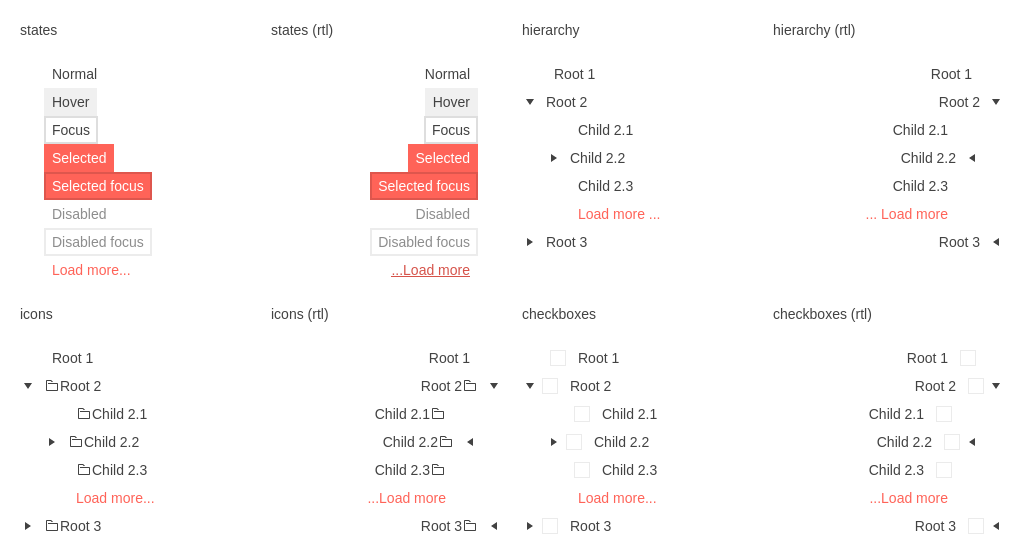 states
Normal
Hover
Focus
Selected
Selected focus
Disabled
Disabled focus
Load more...
states (rtl)
Normal
Hover
Focus
Selected
Selected focus
Disabled
Disabled focus
...Load more
hierarchy
Root 1
Root 2
Child 2.1
Child 2.2
Child 2.3
Load more ...
Root 3
hierarchy (rtl)
Root 1
Root 2
Child 2.1
Child 2.2
Child 2.3
... Load more
Root 3
icons
Root 1
Root 2
Child 2.1
Child 2.2
Child 2.3
Load more...
Root 3
icons (rtl)
Root 1
Root 2
Child 2.1
Child 2.2
Child 2.3
...Load more
Root 3
checkboxes
Root 1
Root 2
Child 2.1
Child 2.2
Child 2.3
Load more...
Root 3
checkboxes (rtl)
Root 1
Root 2
Child 2.1
Child 2.2
Child 2.3
...Load more
Root 3